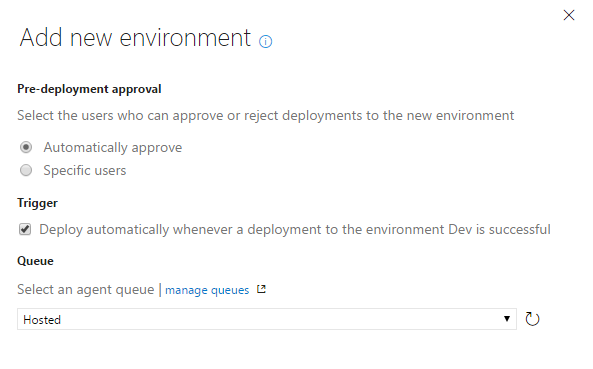 Add new environment
Pre-deployment approval
Select the users who can approve or reject deployments to the new environment
Automatically approve
Specific users
Trigger
Deploy automatically whenever a deployment to the environment Dev is successful
Queue
Select an agent queue | manage queues
Hosted